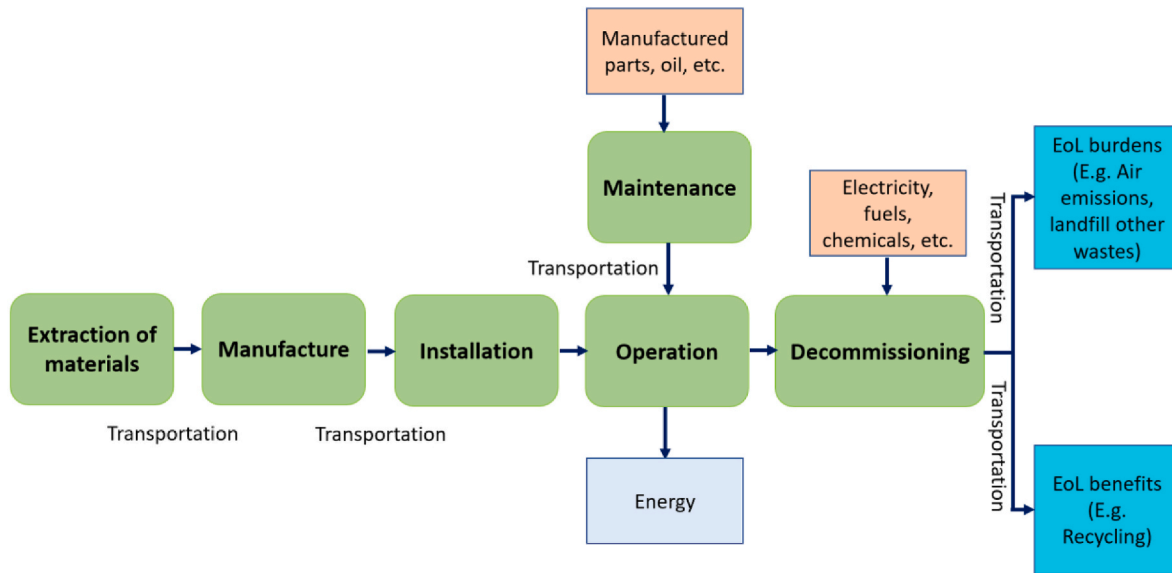 Manufactured
parts, oil, etc.
Maintenance
Electricity,
fuels,
chemicals, etc.
EoL burdens
(E.g. Air
emissions,
landfill other
wastes)
Transportation
Transportation
Extraction of
materials
Manufacture
Installation
Operation
Decommissioning
Transportation
Transportation
Transportation
Energy
EoL benefits
(E.g.
Recycling)